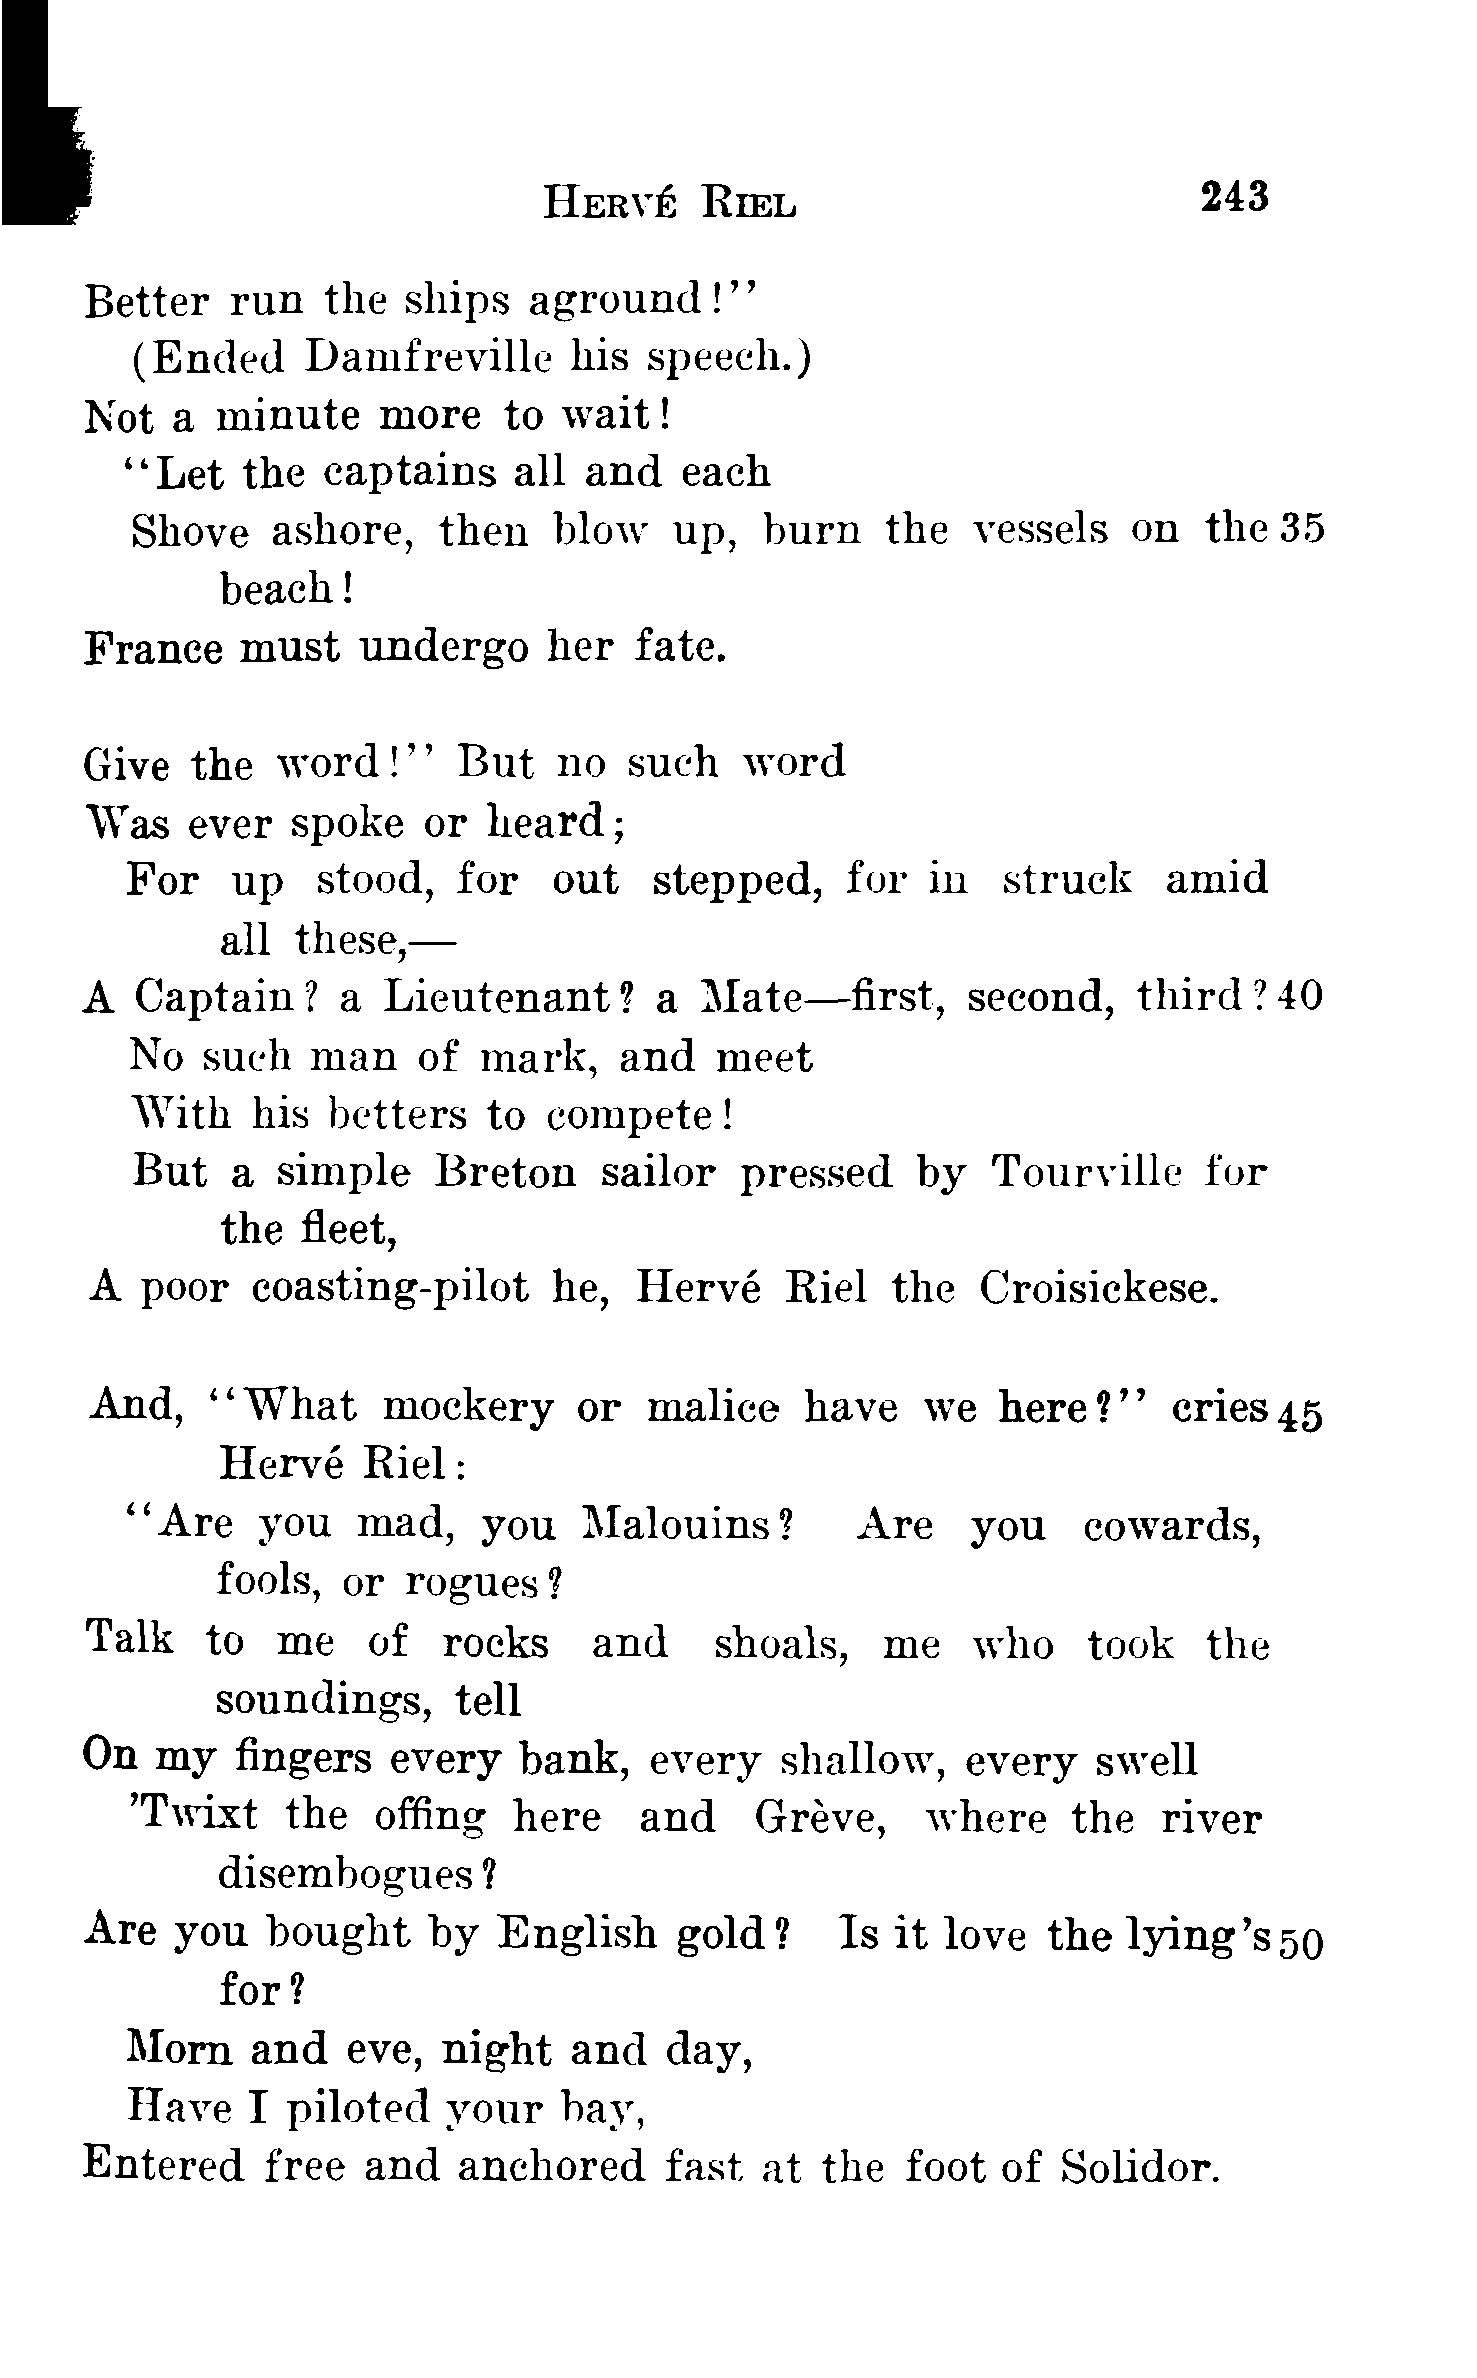 HERVÉ RIEL 243
Better run the ships aground!"
(Ended Damfreville his speech.)
Not a minute more to wait!
"Let the captains all and each
Shove ashore, then blow up, burn the vessels on the 35
beach!
France must undergo her fate.
Give the word!" But no such word
Was ever spoke or heard;
For up stood, for out stepped, for in struck amid
all these,—
A Captain? a Lieutenant? a Mate—first, second, third? 40
No such man of mark, and meet
With his betters to compete!
But a simple Breton sailor pressed by Tourville for
the fleet,
A poor coasting-pilot he, Hervé Riel the Croisickese.
And, "What mockery or malice have we here?" cries 45
Hervé Riel:
"Are you mad, you Malouins? Are you cowards,
fools, or rogues?
Talk to me of rocks and shoals, me who took the
soundings, tell
On my fingers every bank, every shallow, every swell
'Twixt the offing here and Grève, where the river
disembogues?
Are you bought by English gold? Is it love the lying's 50
for?
Morn and eve, night and day,
Have I piloted your bay,
Entered free and anchored fast at the foot of Solidor.